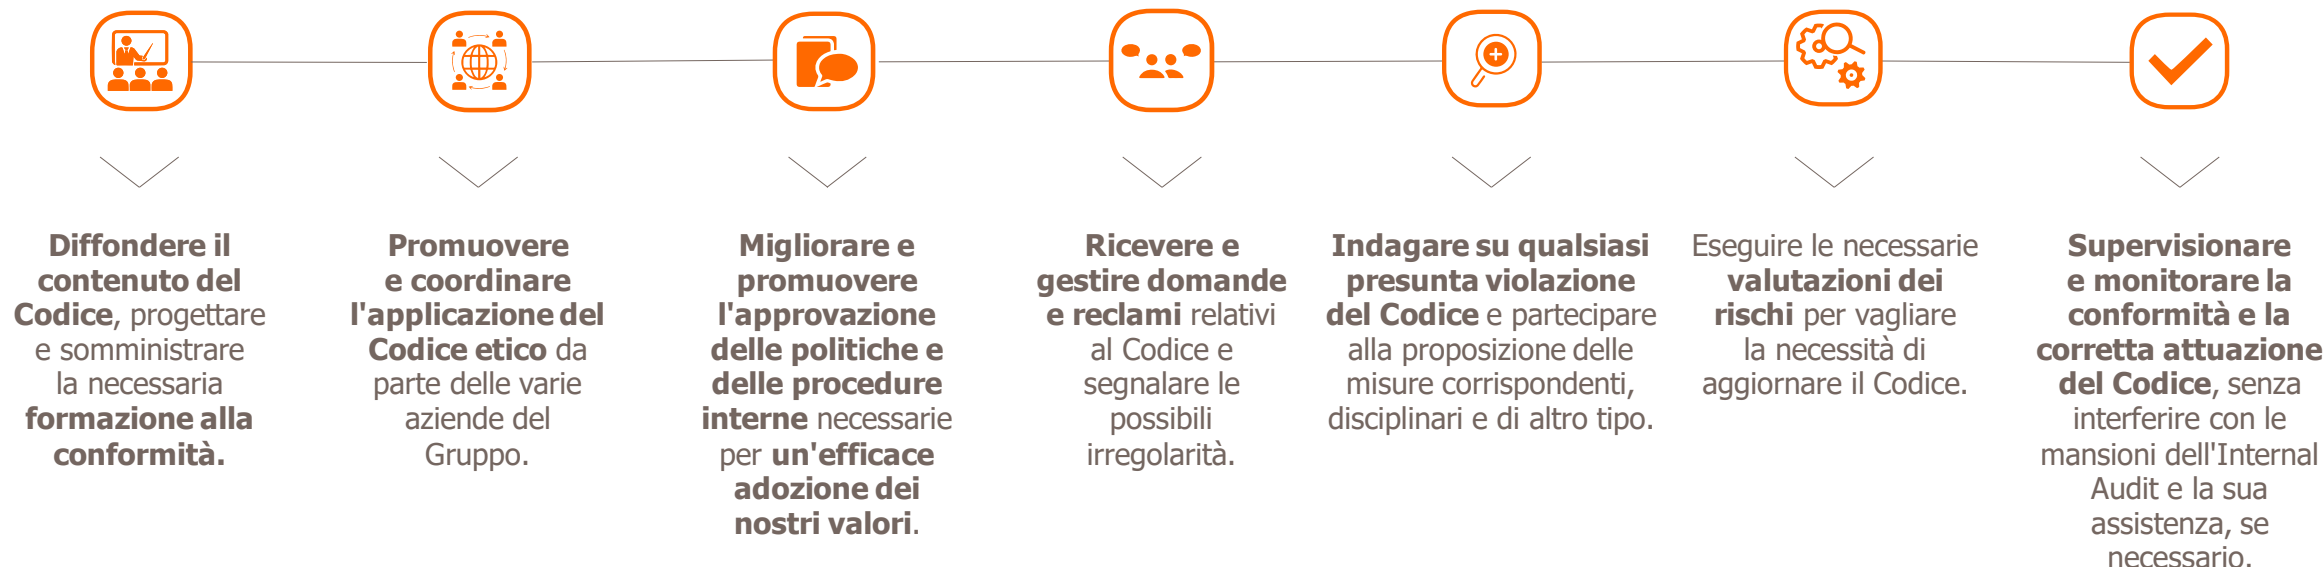 Diffondere il
contenuto del
Codice, progettare
e somministrare
la necessaria
formazione alla
conformità.
Promuovere
e coordinare
l'applicazione del
Codice etico da
parte delle varie
aziende del
Gruppo.
Migliorare e
promuovere
l'approvazione
delle politiche e
delle procedure
interne necessarie
per un'efficace
adozione dei
nostri valori.
Ricevere e
gestire domande
e reclami relativi
al Codice e
segnalare le
possibili
irregolarità.
Indagare su qualsiasi
presunta violazione
del Codice e partecipare
alla proposizione delle
misure corrispondenti,
disciplinari e di altro tipo.
Eseguire le necessarie
valutazioni dei
rischi per vagliare
la necessità di
aggiornare il Codice.
Supervisionare
e monitorare la
conformità e la
corretta attuazione
del Codice, senza
interferire con le
mansioni dell'Internal
Audit e la sua
assistenza, se
necessario.